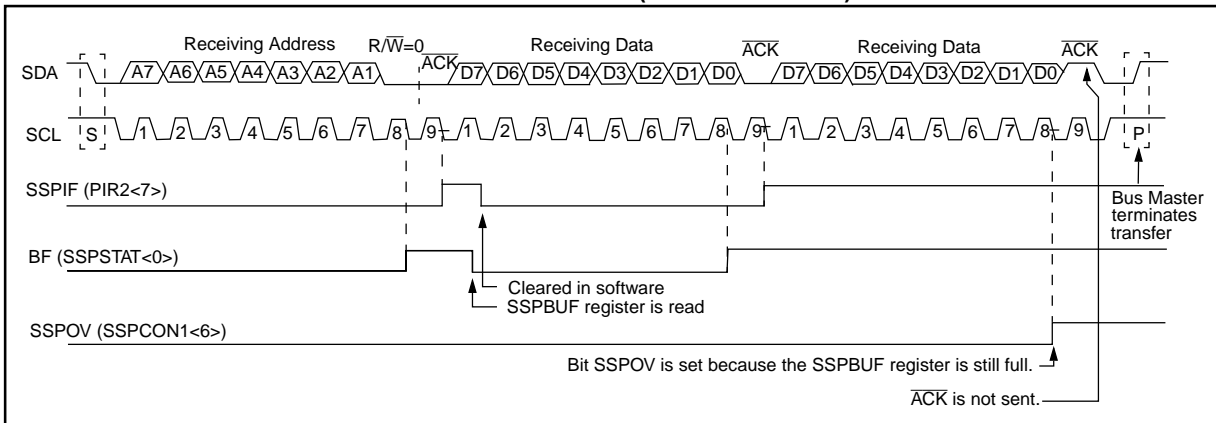 Receiving Address R/W̅=0 A̅C̅K̅ Receiving Data A̅C̅K̅ Receiving Data A̅C̅K̅
SDA A7 A6 A5 A4 A3 A2 A1 D7 D6 D5 D4 D3 D2 D1 D0 D7 D6 D5 D4 D3 D2 D1 D0
SCL S 1 2 3 4 5 6 7 8 9 1 2 3 4 5 6 7 8 9 1 2 3 4 5 6 7 8 9 P
SSPIF (PIR2<7>)
Bus Master
terminates
transfer
BF (SSPSTAT<0>)
Cleared in software
SSPBUF register is read
SSPOV (SSPCON1<6>)
Bit SSPOV is set because the SSPBUF register is still full.
A̅C̅K̅ is not sent.